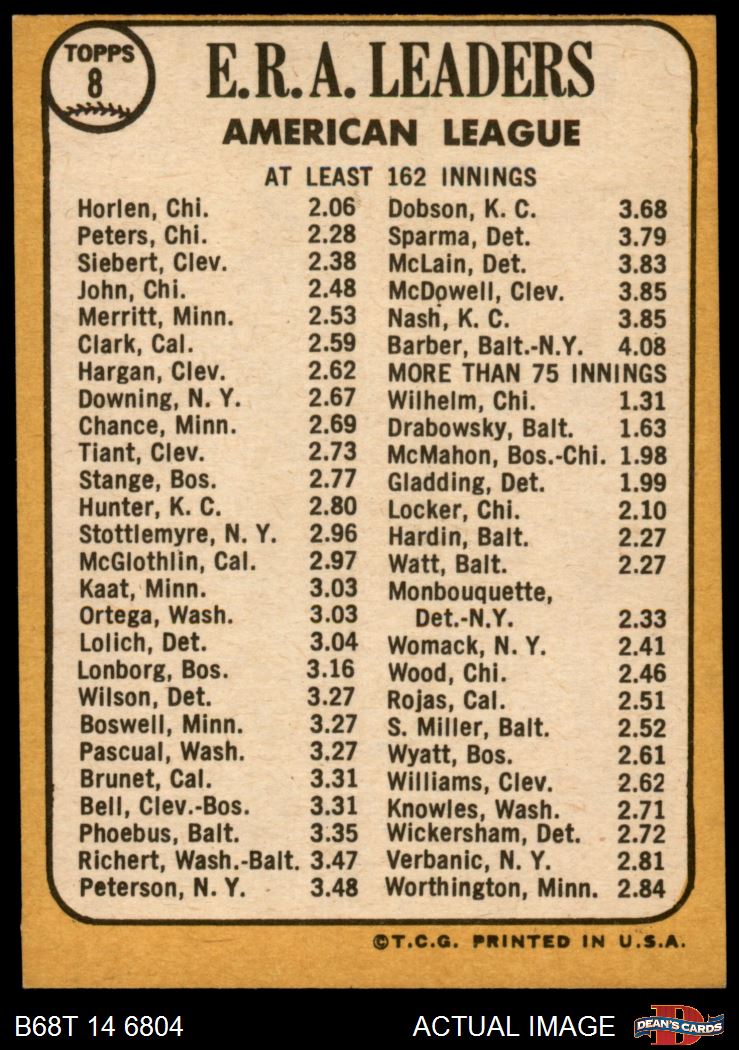 TOPPS
8
E.R.A. LEADERS
AMERICAN LEAGUE
AT LEAST 162 INNINGS
Horlen, Chi. 2.06
Peters, Chi. 2.28
Siebert, Clev. 2.38
John, Chi. 2.48
Merritt, Minn. 2.53
Clark, Cal. 2.59
Hargan, Clev. 2.62
Downing, N. Y. 2.67
Chance, Minn. 2.69
Tiant, Clev. 2.73
Stange, Bos. 2.77
Hunter, K. C. 2.80
Stottlemyre, N. Y. 2.96
McGlothlin, Cal. 2.97
Kaat, Minn. 3.03
Ortega, Wash. 3.03
Lolich, Det. 3.04
Lonborg, Bos. 3.16
Wilson, Det. 3.27
Boswell, Minn. 3.27
Pascual, Wash. 3.27
Brunet, Cal. 3.31
Bell, Clev.-Bos. 3.31
Phoebus, Balt. 3.35
Richert, Wash.-Balt. 3.47
Peterson, N. Y. 3.48
Dobson, K. C. 3.68
Sparma, Det. 3.79
McLain, Det. 3.83
McDowell, Clev. 3.85
Nash, K. C. 3.85
Barber, Balt.-N.Y. 4.08
MORE THAN 75 INNINGS
Wilhelm, Chi. 1.31
Drabowsky, Balt. 1.63
McMahon, Bos.-Chi. 1.98
Gladding, Det. 1.99
Locker, Chi. 2.10
Hardin, Balt. 2.27
Watt, Balt. 2.27
Monbouquette,
Det.-N.Y. 2.33
Womack, N. Y. 2.41
Wood, Chi. 2.46
Rojas, Cal. 2.51
S. Miller, Balt. 2.52
Wyatt, Bos. 2.61
Williams, Clev. 2.62
Knowles, Wash. 2.71
Wickersham, Det. 2.72
Verbanic, N. Y. 2.81
Worthington, Minn. 2.84
©T.C.G. PRINTED IN U.S.A.
B68T 14 6804
ACTUAL IMAGE
D
DEAN'S CARDS